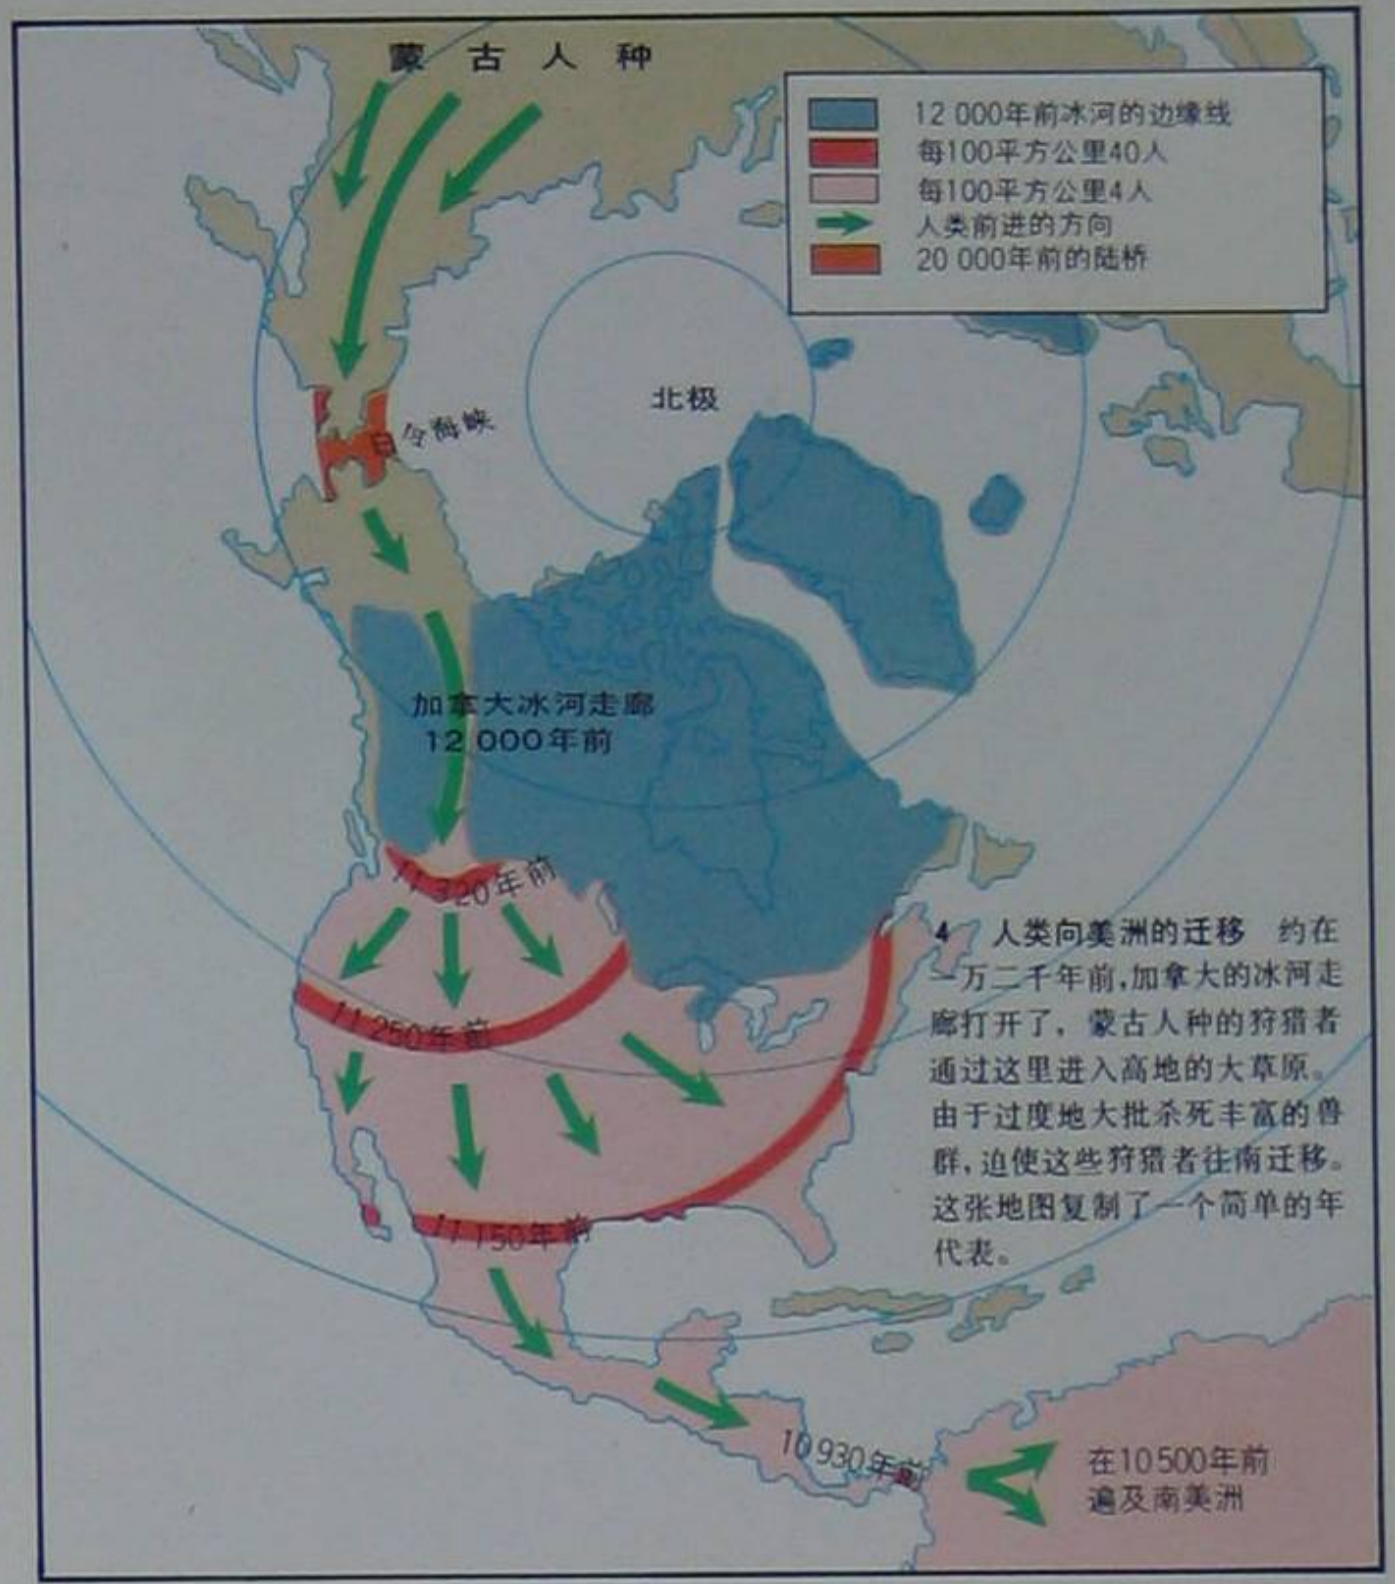 蒙古人种
12 000年前冰河的边缘线
每100平方公里40人
每100平方公里4人
人类前进的方向
20 000年前的陆桥
北极
白令海峡
加拿大冰河走廊
12 000年前
11 320年前
11 250年前
11 150年前
10 930年前
在10 500年前
遍及南美洲
4 人类向美洲的迁移 约在
一万二千年前,加拿大的冰河走
廊打开了，蒙古人种的狩猎者
通过这里进入高地的大草原。
由于过度地大批杀死丰富的兽
群,迫使这些狩猎者往南迁移。
这张地图复制了一个简单的年
代表。